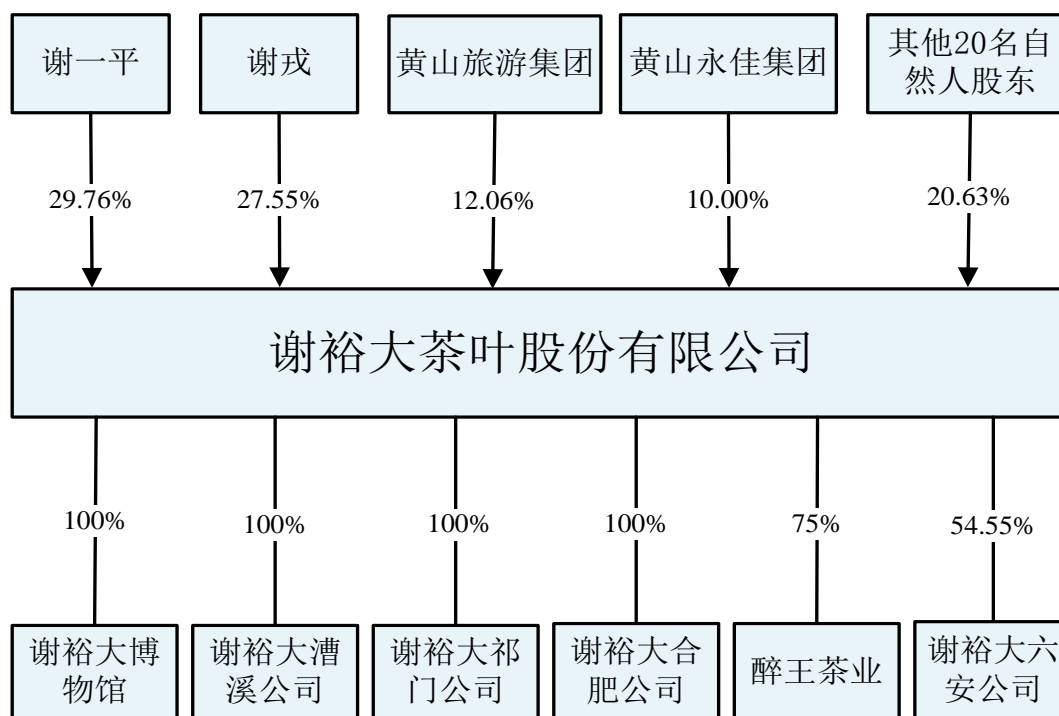 谢一平
谢戎
黄山旅游集团
黄山永佳集团
其他20名自
然人股东
29.76%
27.55%
12.06%
10.00%
20.63%
谢裕大茶叶股份有限公司
100%
100%
100%
100%
75%
54.55%
谢裕大博
物馆
谢裕大漕
溪公司
谢裕大祁
门公司
谢裕大合
肥公司
醉王茶业
谢裕大六
安公司